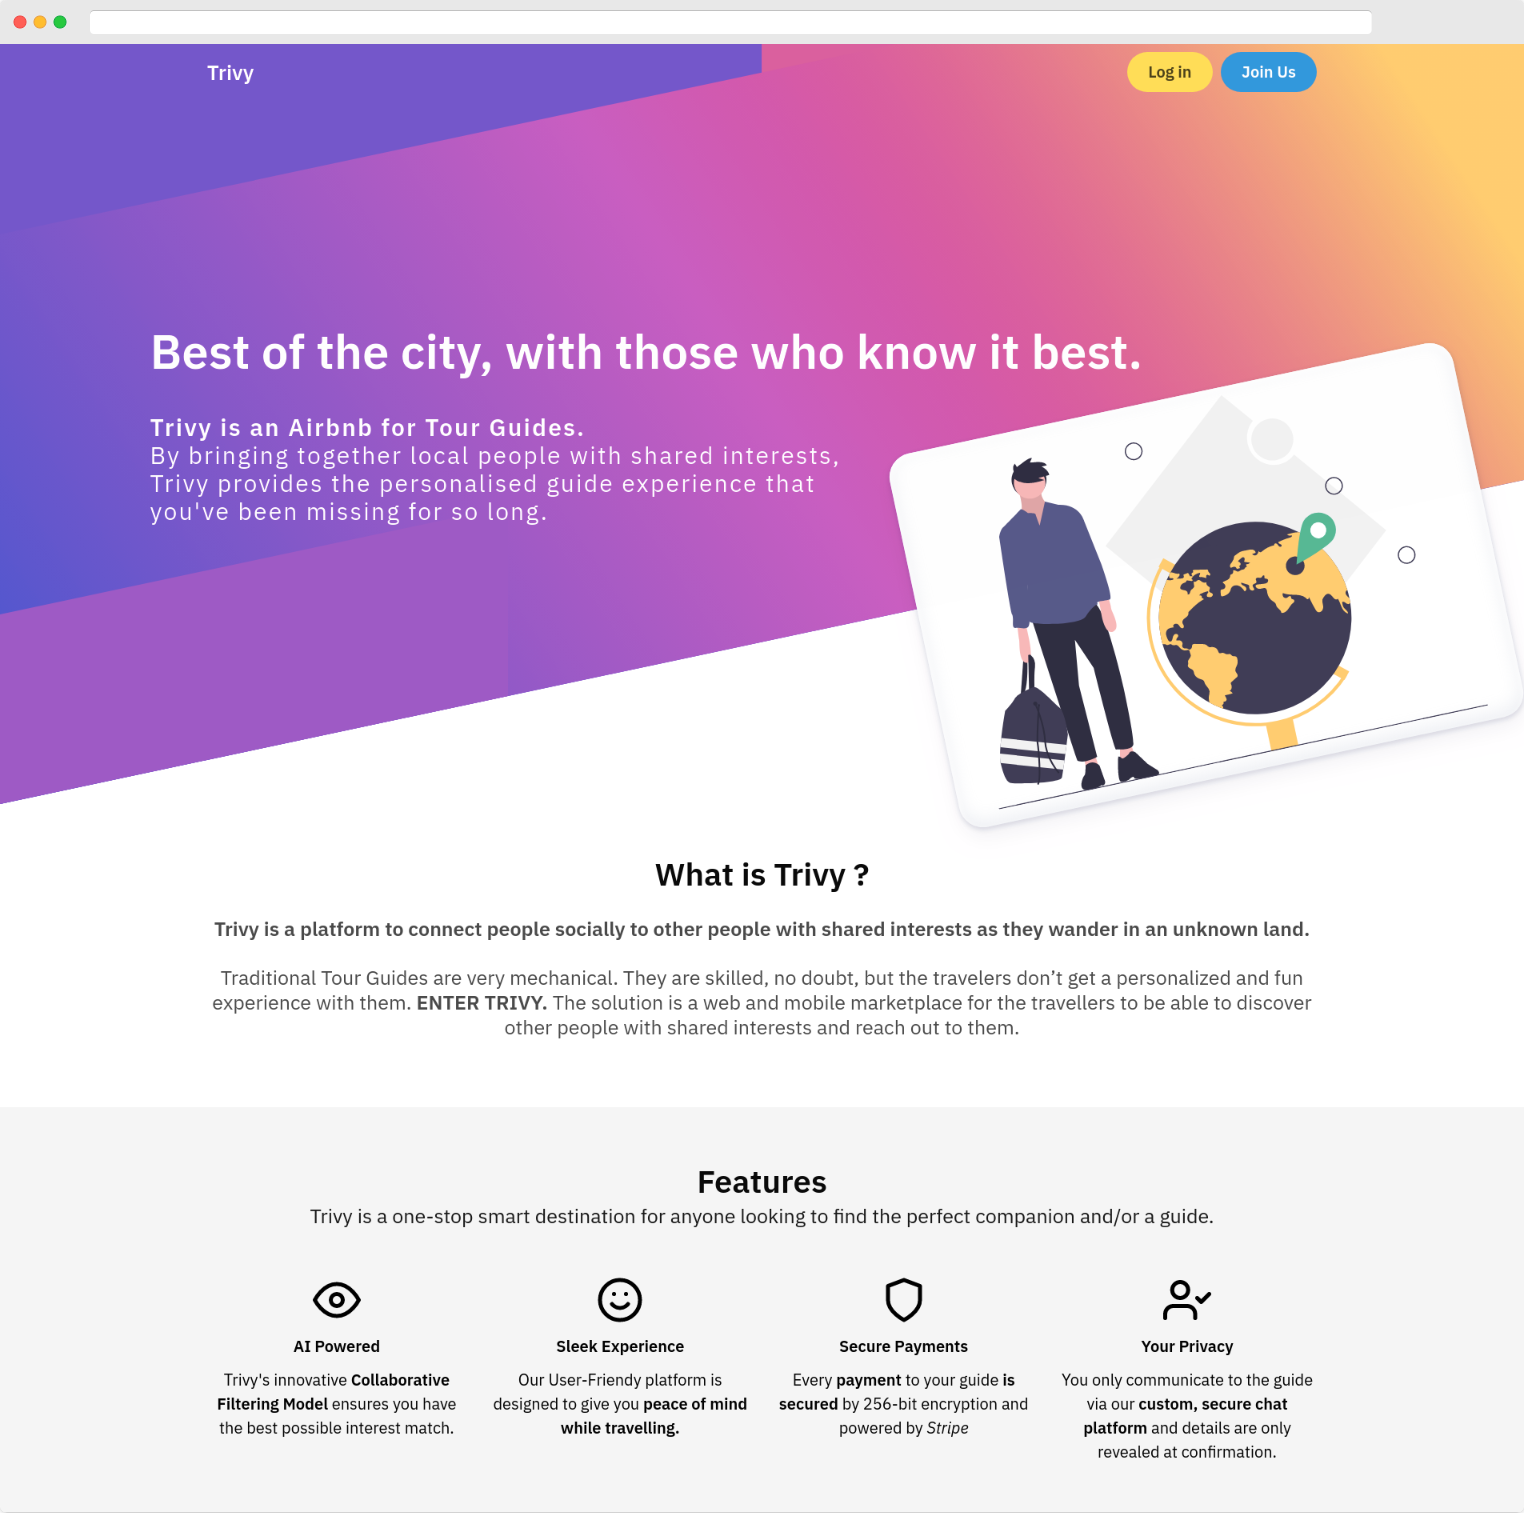 Trivy
Log in
Join Us
Best of the city, with those who know it best.
Trivy is an Airbnb for Tour Guides.
By bringing together local people with shared interests,
Trivy provides the personalised guide experience that
you've been missing for so long.
What is Trivy ?
Trivy is a platform to connect people socially to other people with shared interests as they wander in an unknown land.
Traditional Tour Guides are very mechanical. They are skilled, no doubt, but the travelers don’t get a personalized and fun
experience with them. ENTER TRIVY. The solution is a web and mobile marketplace for the travellers to be able to discover
other people with shared interests and reach out to them.
Features
Trivy is a one-stop smart destination for anyone looking to find the perfect companion and/or a guide.
AI Powered
Trivy's innovative Collaborative
Filtering Model ensures you have
the best possible interest match.
Sleek Experience
Our User-Friendy platform is
designed to give you peace of mind
while travelling.
Secure Payments
Every payment to your guide is
secured by 256-bit encryption and
powered by Stripe
Your Privacy
You only communicate to the guide
via our custom, secure chat
platform and details are only
revealed at confirmation.